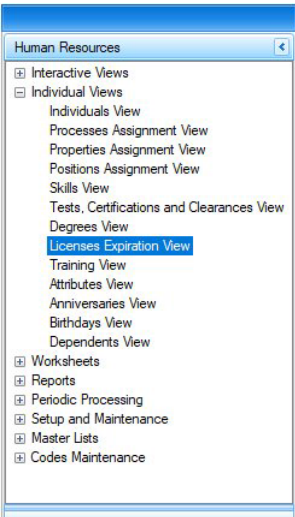 Human Resources
Interactive Views
Individual Views
Individuals View
Processes Assignment View
Properties Assignment View
Positions Assignment View
Skills View
Tests, Certifications and Clearances View
Degrees View
Licenses Expiration View
Training View
Attributes View
Anniversaries View
Birthdays View
Dependents View
Worksheets
Reports
Periodic Processing
Setup and Maintenance
Master Lists
Codes Maintenance